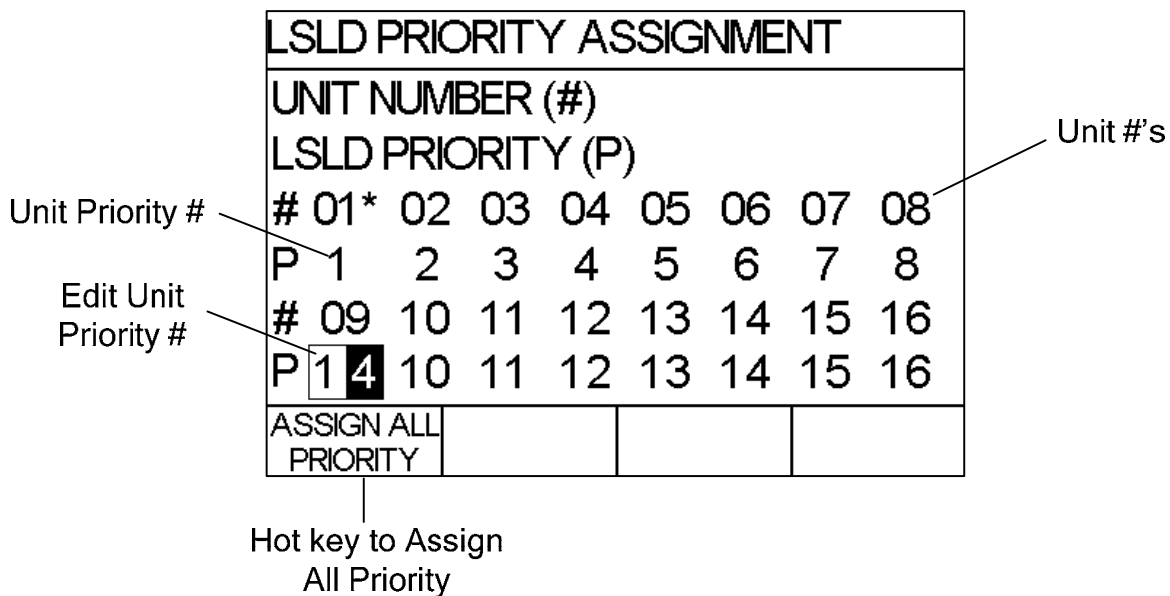 LSLD PRIORITY ASSIGNMENT
UNIT NUMBER (#)
LSLD PRIORITY (P)
# 01* 02 03 04 05 06 07 08
P 1 2 3 4 5 6 7 8
# 09 10 11 12 13 14 15 16
P 14 10 11 12 13 14 15 16
ASSIGN ALL
PRIORITY
Unit #'s
Unit Priority #
Edit Unit
Priority #
Hot key to Assign
All Priority